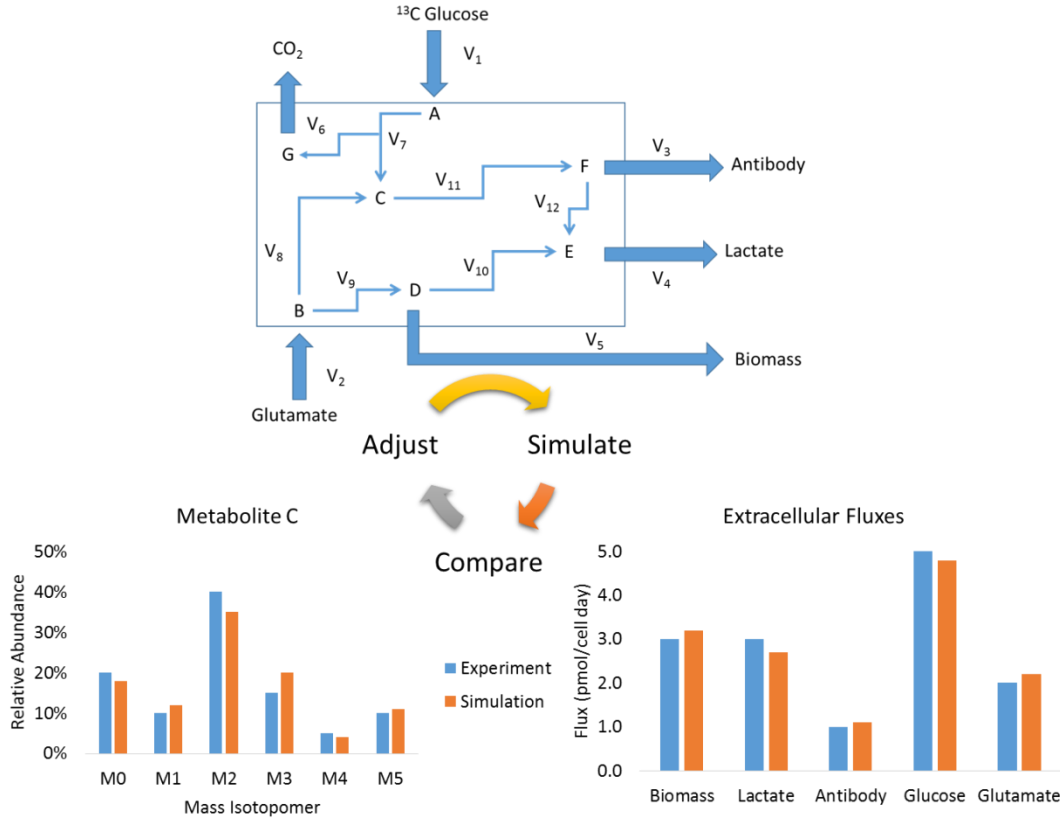 ¹³C Glucose
CO₂
V₁
A
V₆
V₇
G
V₃
F
Antibody
C
V₁₁
V₁₂
V₈
E
Lactate
V₁₀
V₄
V₉
D
B
V₅
Biomass
V₂
Glutamate
Adjust
Simulate
Compare
Metabolite C
50%
40%
30%
20%
10%
0%
Relative Abundance
M0 M1 M2 M3 M4 M5
Mass Isotopomer
Experiment
Simulation
Extracellular Fluxes
5.0
4.0
3.0
2.0
1.0
0.0
Flux (pmol/cell day)
Biomass Lactate Antibody Glucose Glutamate